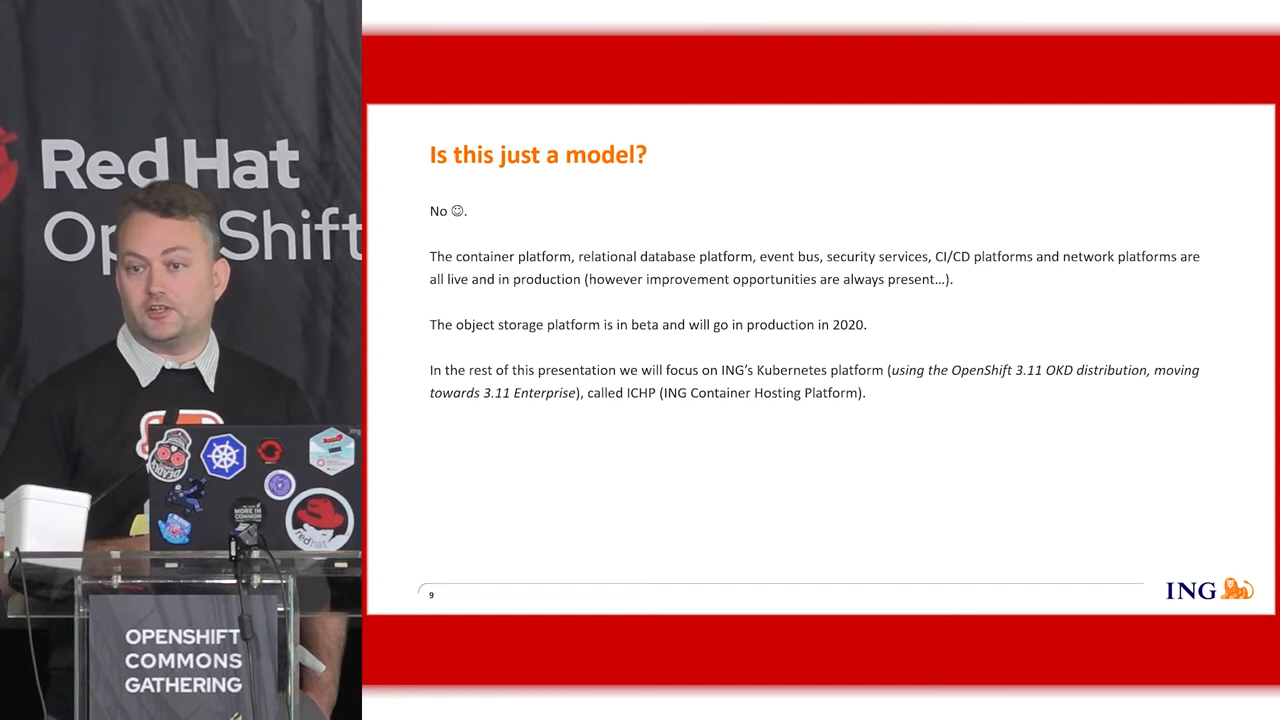 Red Hat
OpenShift
MORE IN
COMMON
redhat
OPENSHIFT
COMMONS
GATHERING
Is this just a model?
No ☺.
The container platform, relational database platform, event bus, security services, CI/CD platforms and network platforms are
all live and in production (however improvement opportunities are always present…).
The object storage platform is in beta and will go in production in 2020.
In the rest of this presentation we will focus on ING’s Kubernetes platform (using the OpenShift 3.11 OKD distribution, moving
towards 3.11 Enterprise), called ICHP (ING Container Hosting Platform).
9
ING